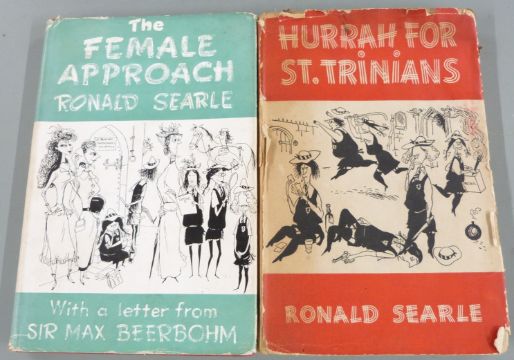 The
FEMALE
APPROACH
RONALD SEARLE
With a letter from
SIR MAX BEERBOHM
HURRAH FOR
ST. TRINIANS
RONALD SEARLE